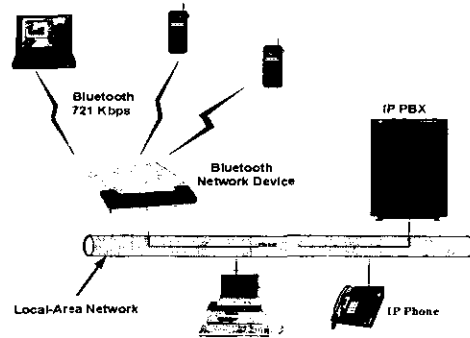 Bluetooth
721 Kbps
IP PBX
Bluetooth
Network Device
Local-Area Network
IP Phone